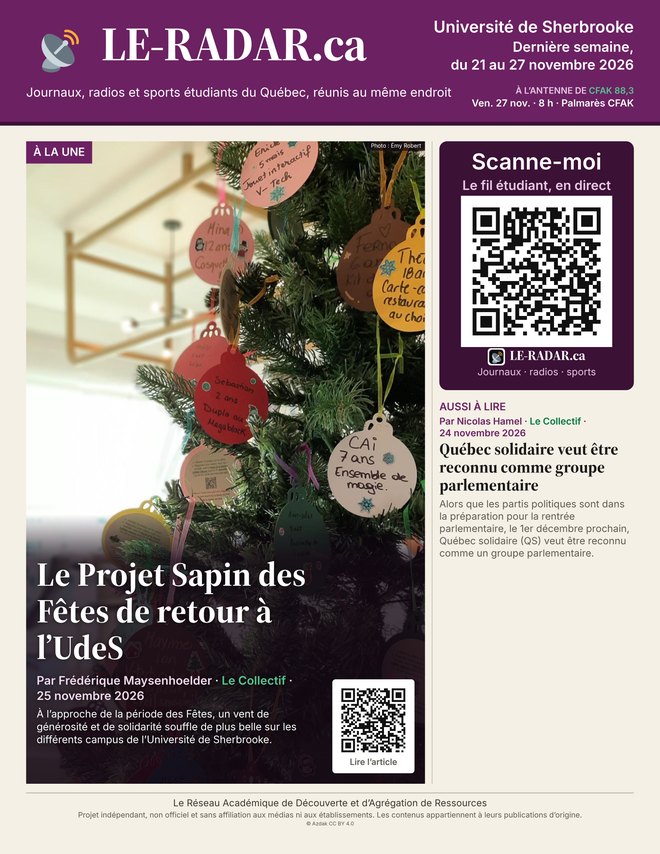 LE-RADAR.ca
Journaux, radios et sports étudiants du Québec, réunis au même endroit
Université de Sherbrooke
Dernière semaine,
du 21 au 27 novembre 2026
À L'ANTENNE DE CFAK 88,3
Ven. 27 nov. · 8 h · Palmarès CFAK
À LA UNE
Photo : Emy Robert
Erick
5 mois
Jouet interactif
V-Tech
Mina
Sebastian
2 ans
Duplo ou
Megablock
CAi
7 ans
Ensemble de
magie.
Le Projet Sapin des
Fêtes de retour à
l'UdeS
Par Frédérique Maysenhoelder · Le Collectif ·
25 novembre 2026
À l'approche de la période des Fêtes, un vent de
générosité et de solidarité souffle de plus belle sur les
différents campus de l'Université de Sherbrooke.
Lire l'article
Scanne-moi
Le fil étudiant, en direct
LE-RADAR.ca
Journaux · radios · sports
AUSSI À LIRE
Par Nicolas Hamel · Le Collectif ·
24 novembre 2026
Québec solidaire veut être
reconnu comme groupe
parlementaire
Alors que les partis politiques sont dans
la préparation pour la rentrée
parlementaire, le 1er décembre prochain,
Québec solidaire (QS) veut être reconnu
comme un groupe parlementaire.
Le Réseau Académique de Découverte et d'Agrégation de Ressources
Projet indépendant, non officiel et sans affiliation aux médias ni aux établissements. Les contenus appartiennent à leurs publications d'origine.
© Azdak CC BY 4.0